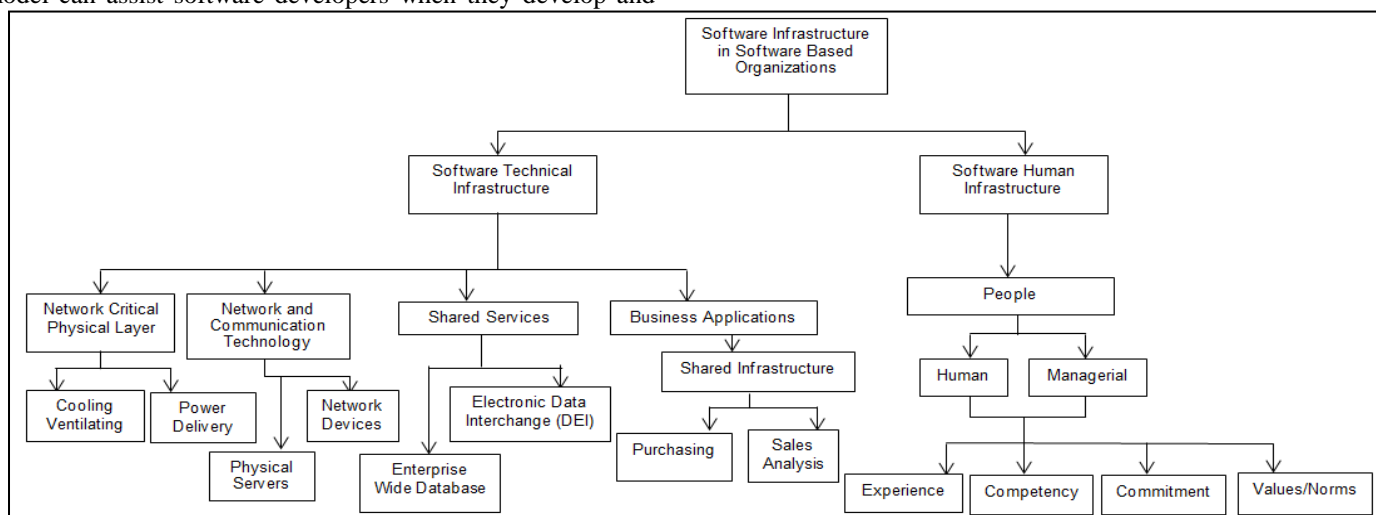 model can assist software developers when they develop and
Software Infrastructure
in Software Based
Organizations
Software Technical
Infrastructure
Software Human
Infrastructure
Network Critical
Physical Layer
Network and
Communication
Technology
Shared Services
Business Applications
People
Shared Infrastructure
Human
Managerial
Cooling
Ventilating
Power
Delivery
Network
Devices
Electronic Data
Interchange (DEI)
Physical
Servers
Enterprise
Wide Database
Purchasing
Sales
Analysis
Experience
Competency
Commitment
Values/Norms